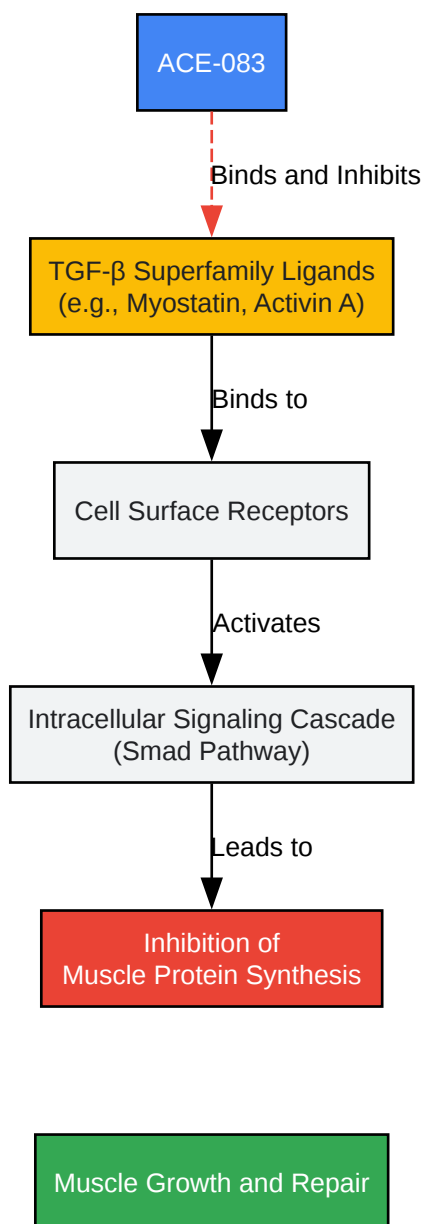 ACE-083
Binds and Inhibits
TGF-β Superfamily Ligands
(e.g., Myostatin, Activin A)
Binds to
Cell Surface Receptors
Activates
Intracellular Signaling Cascade
(Smad Pathway)
Leads to
Inhibition of
Muscle Protein Synthesis
Muscle Growth and Repair